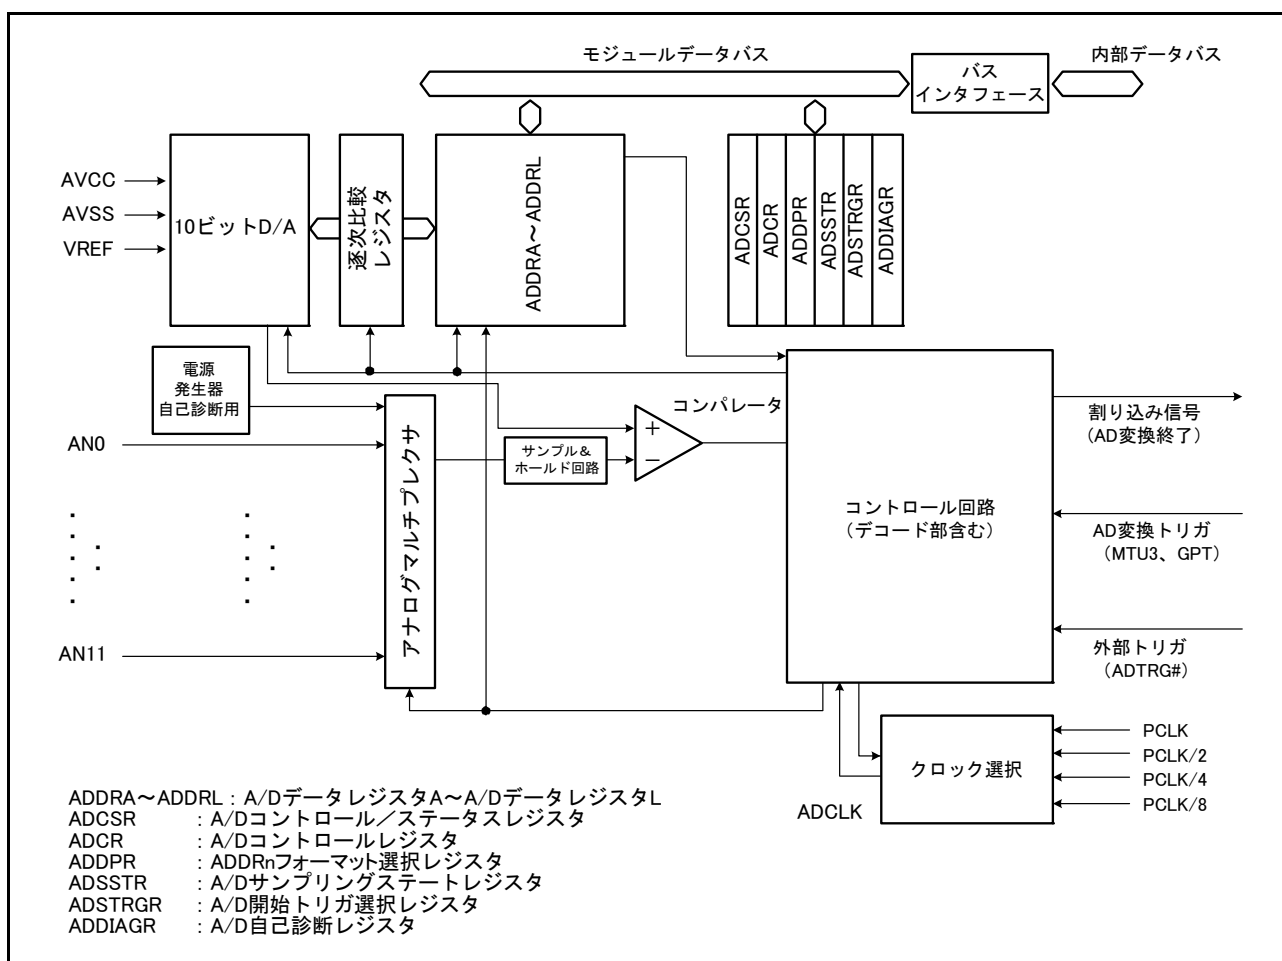 モジュールデータバス
バス
インタフェース
内部データバス
AVCC
AVSS
VREF
10ビットD/A
逐次比較
レジスタ
ADDRA～ADDRL
ADCSR
ADCR
ADDPR
ADSSTR
ADSTRGR
ADDIAGR
電源
発生器
自己診断用
AN0
AN11
アナログマルチプレクサ
サンプル＆
ホールド回路
コンパレータ
+
−
コントロール回路
（デコード部含む）
割り込み信号
（AD変換終了）
AD変換トリガ
（MTU3、GPT）
外部トリガ
（ADTRG#）
クロック選択
ADCLK
PCLK
PCLK/2
PCLK/4
PCLK/8
ADDRA～ADDRL : A/DデータレジスタA～A/DデータレジスタL
ADCSR : A/Dコントロール／ステータスレジスタ
ADCR : A/Dコントロールレジスタ
ADDPR : ADDRnフォーマット選択レジスタ
ADSSTR : A/Dサンプリングステートレジスタ
ADSTRGR : A/D開始トリガ選択レジスタ
ADDIAGR : A/D自己診断レジスタ